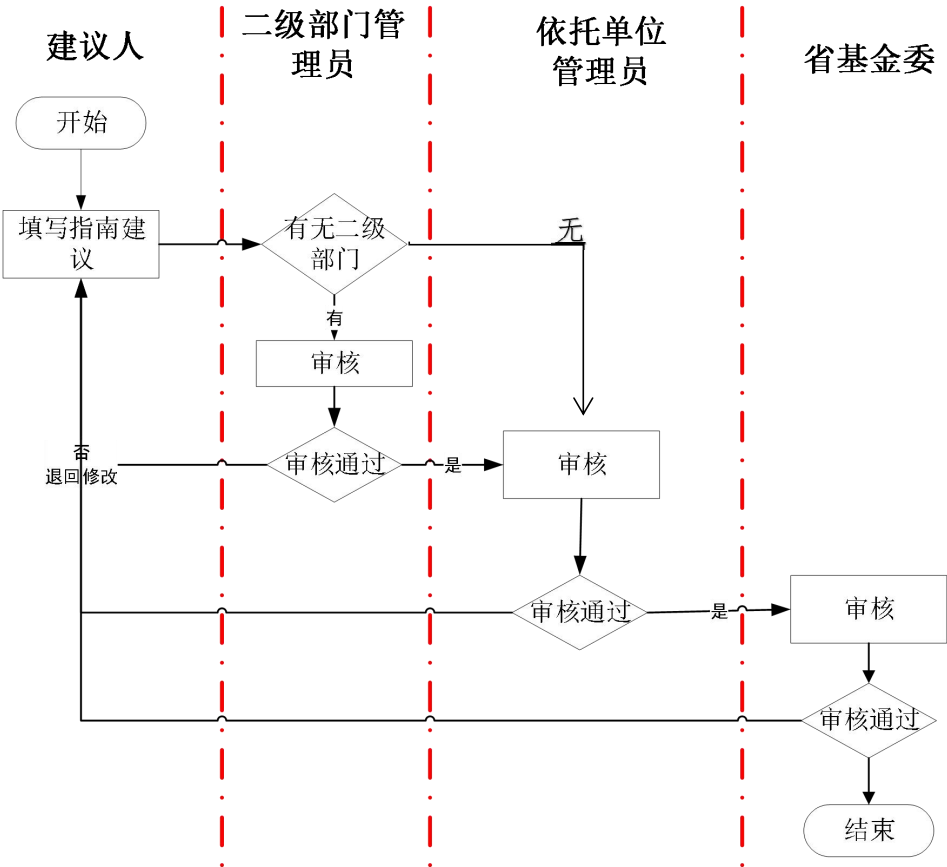 建议人
二级部门管
理员
依托单位
管理员
省基金委
开始
填写指南建
议
有无二级
部门
无
有
审核
否
退回修改
审核通过
是
审核
审核通过
是
审核
审核通过
结束